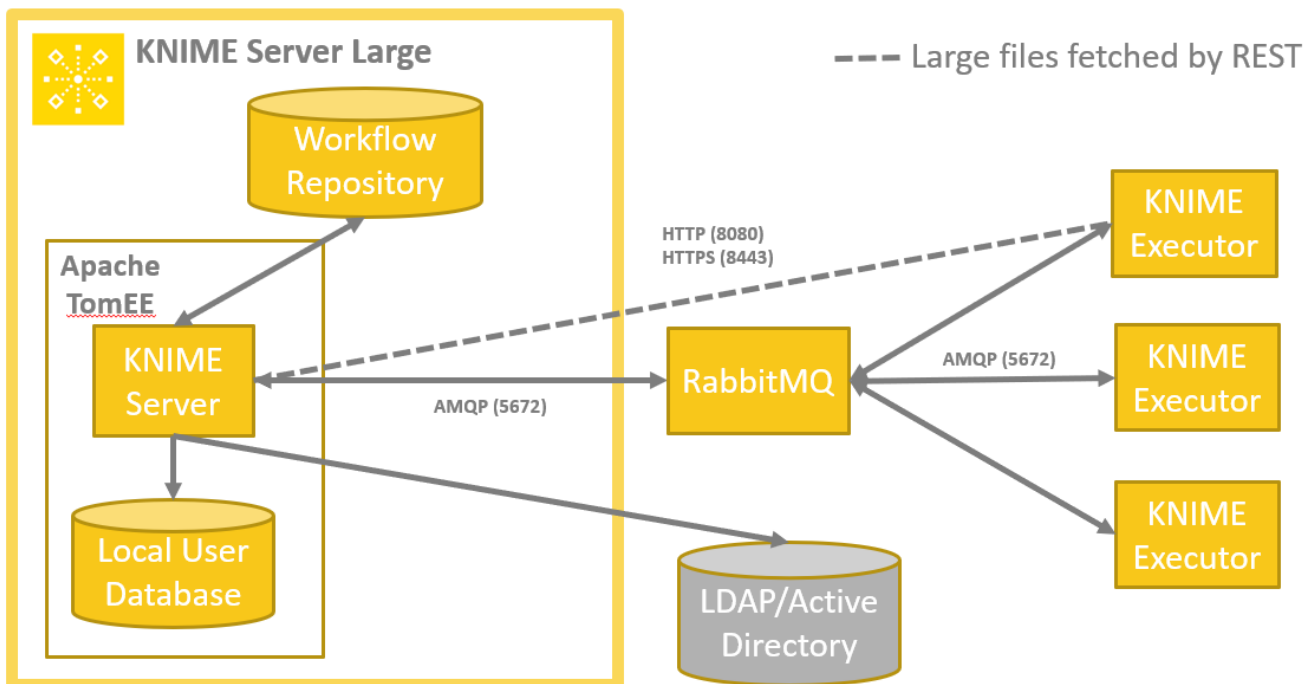 KNIME Server Large
Large files fetched by REST
Workflow
Repository
KNIME
Executor
HTTP (8080)
HTTPS (8443)
Apache
TomEE
KNIME
Server
AMQP (5672)
RabbitMQ
AMQP (5672)
KNIME
Executor
KNIME
Executor
Local User
Database
LDAP/Active
Directory